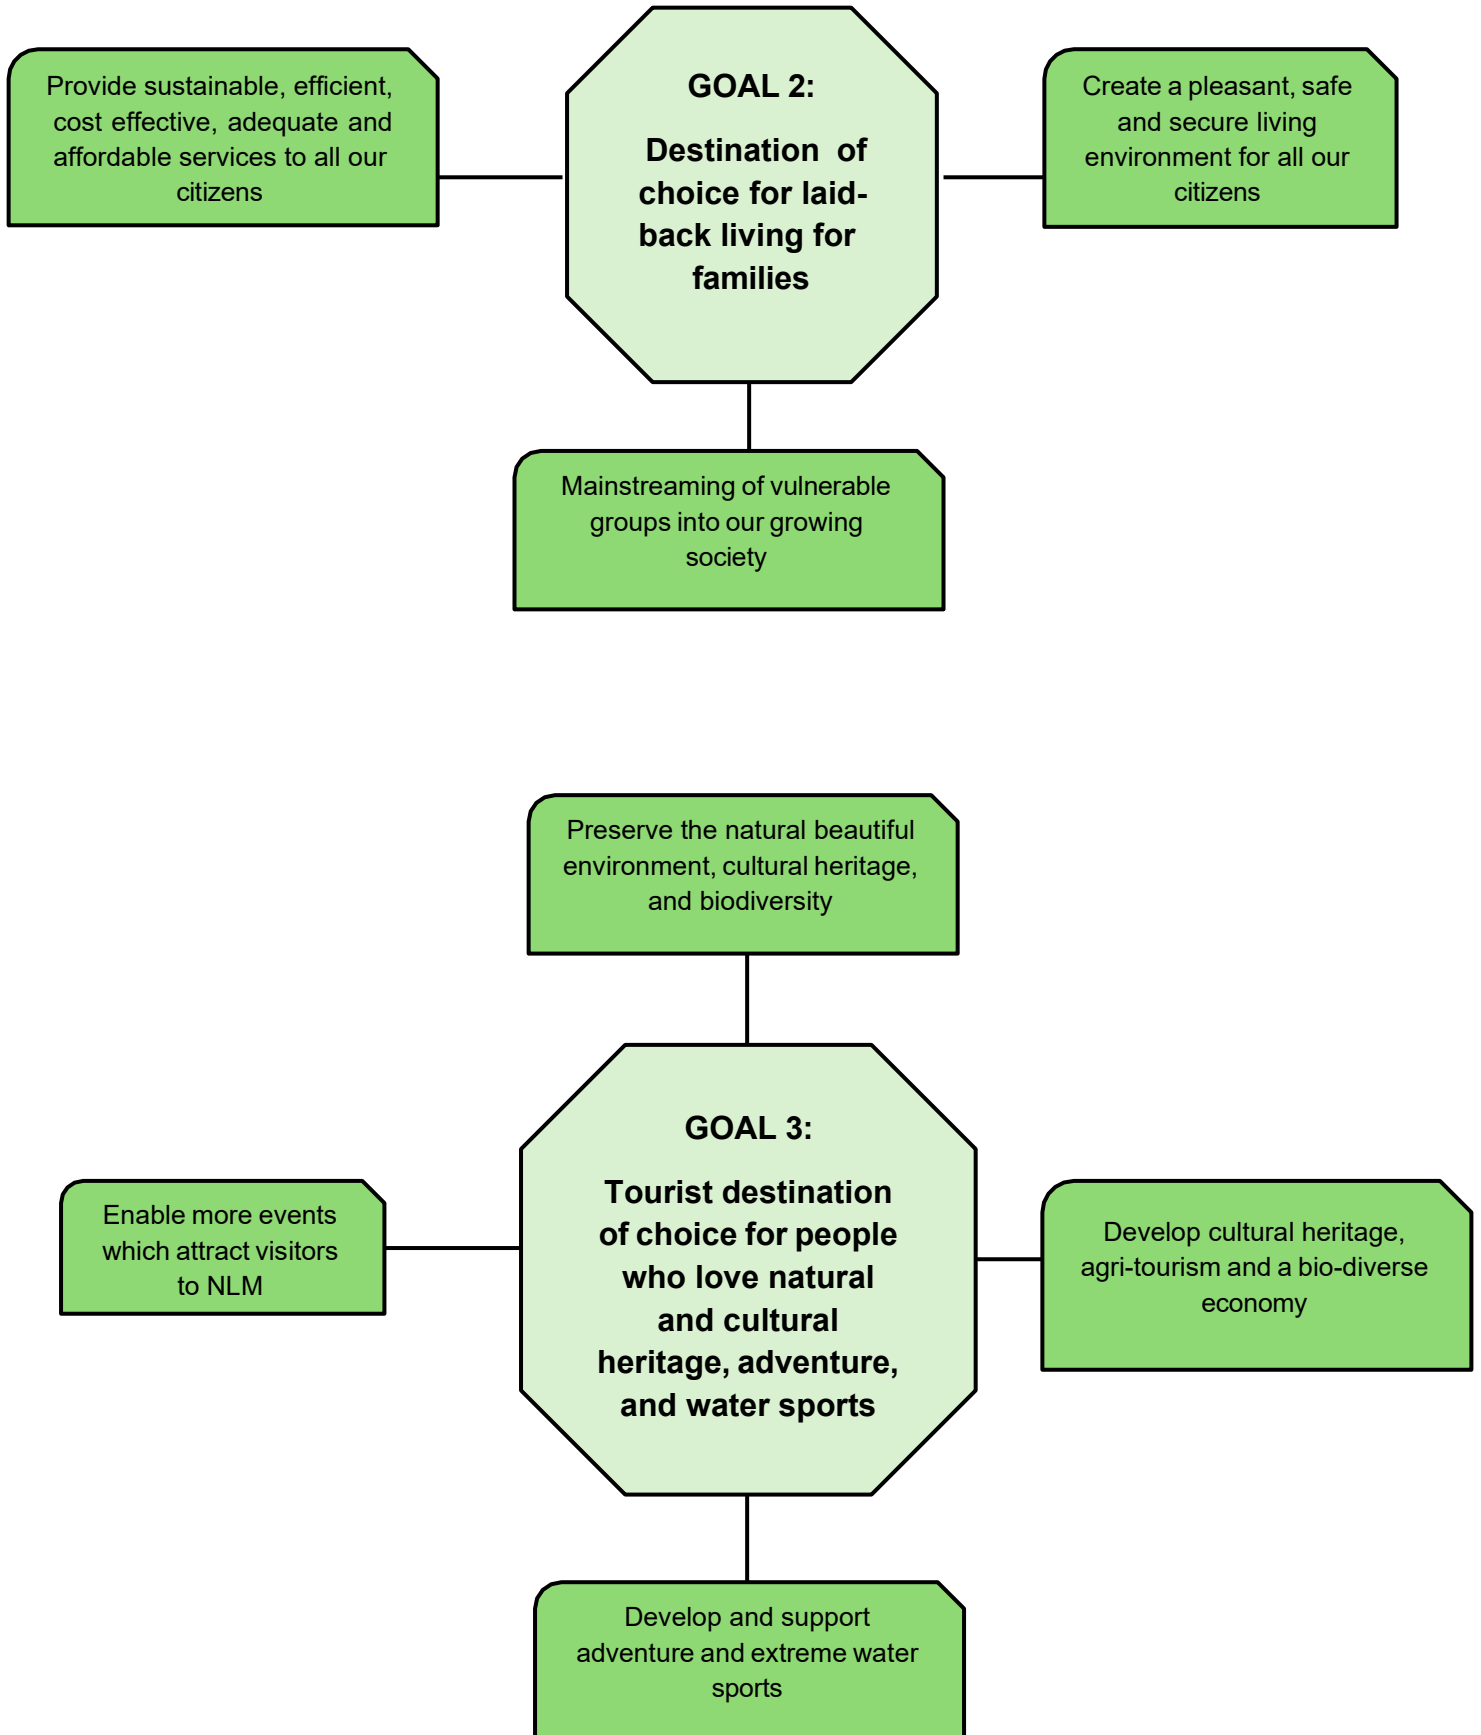 Provide sustainable, efficient,
cost effective, adequate and
affordable services to all our
citizens
GOAL 2:
Destination of
choice for laid-
back living for
families
Create a pleasant, safe
and secure living
environment for all our
citizens
Mainstreaming of vulnerable
groups into our growing
society
Preserve the natural beautiful
environment, cultural heritage,
and biodiversity
Enable more events
which attract visitors
to NLM
GOAL 3:
Tourist destination
of choice for people
who love natural
and cultural
heritage, adventure,
and water sports
Develop cultural heritage,
agri-tourism and a bio-diverse
economy
Develop and support
adventure and extreme water
sports